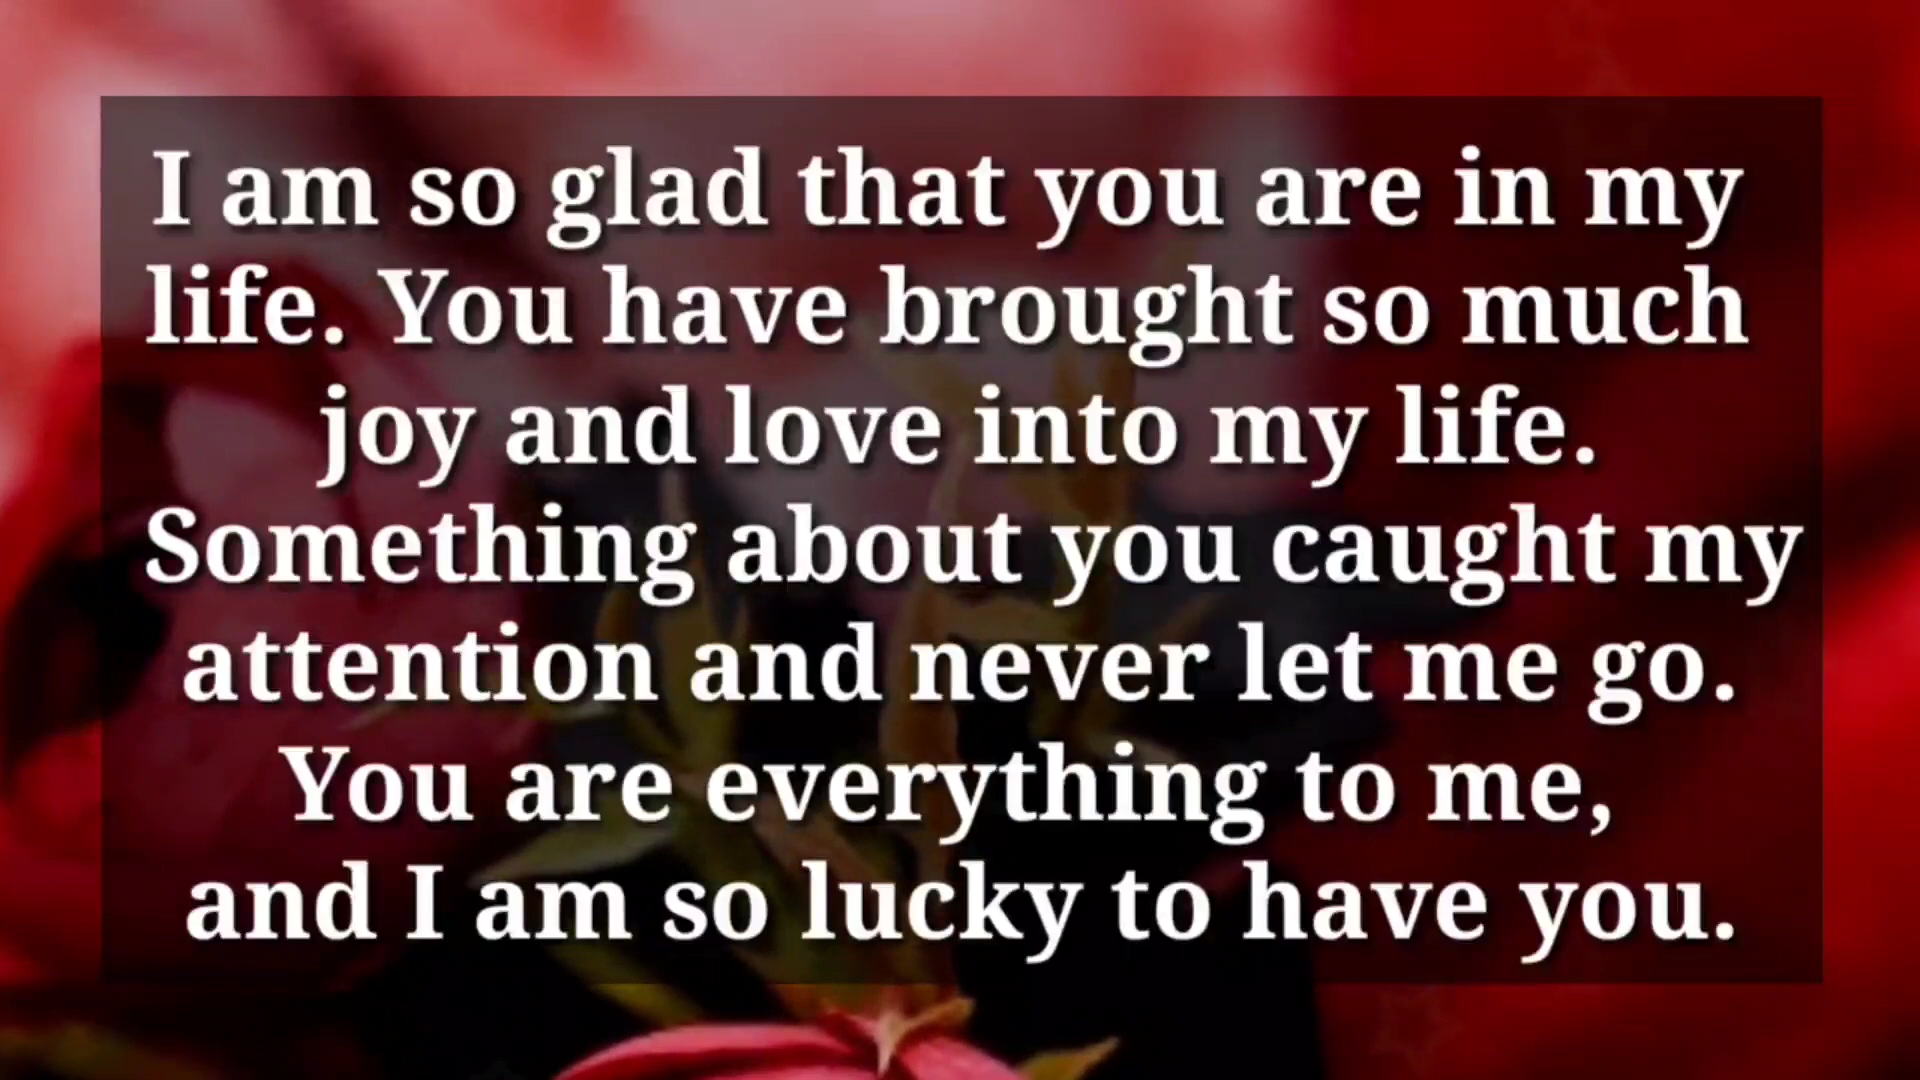 I am so glad that you are in my
life. You have brought so much
joy and love into my life.
Something about you caught my
attention and never let me go.
You are everything to me,
and I am so lucky to have you.